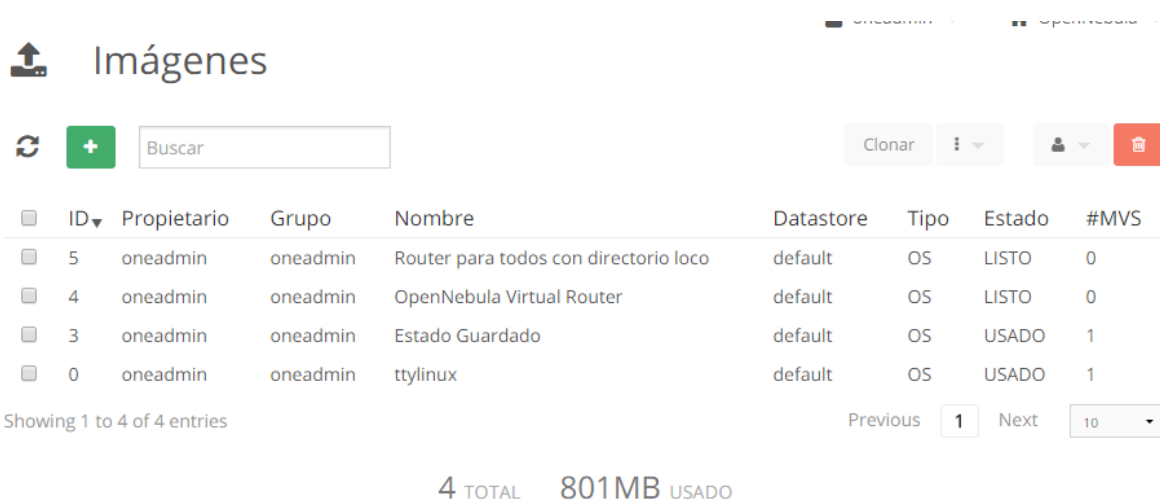 oneadmin OpenNebula
Imágenes
Buscar Clonar
ID Propietario Grupo Nombre Datastore Tipo Estado #MVS
5 oneadmin oneadmin Router para todos con directorio loco default OS LISTO 0
4 oneadmin oneadmin OpenNebula Virtual Router default OS LISTO 0
3 oneadmin oneadmin Estado Guardado default OS USADO 1
0 oneadmin oneadmin ttylinux default OS USADO 1
Showing 1 to 4 of 4 entries Previous 1 Next 10
4 TOTAL 801MB USADO